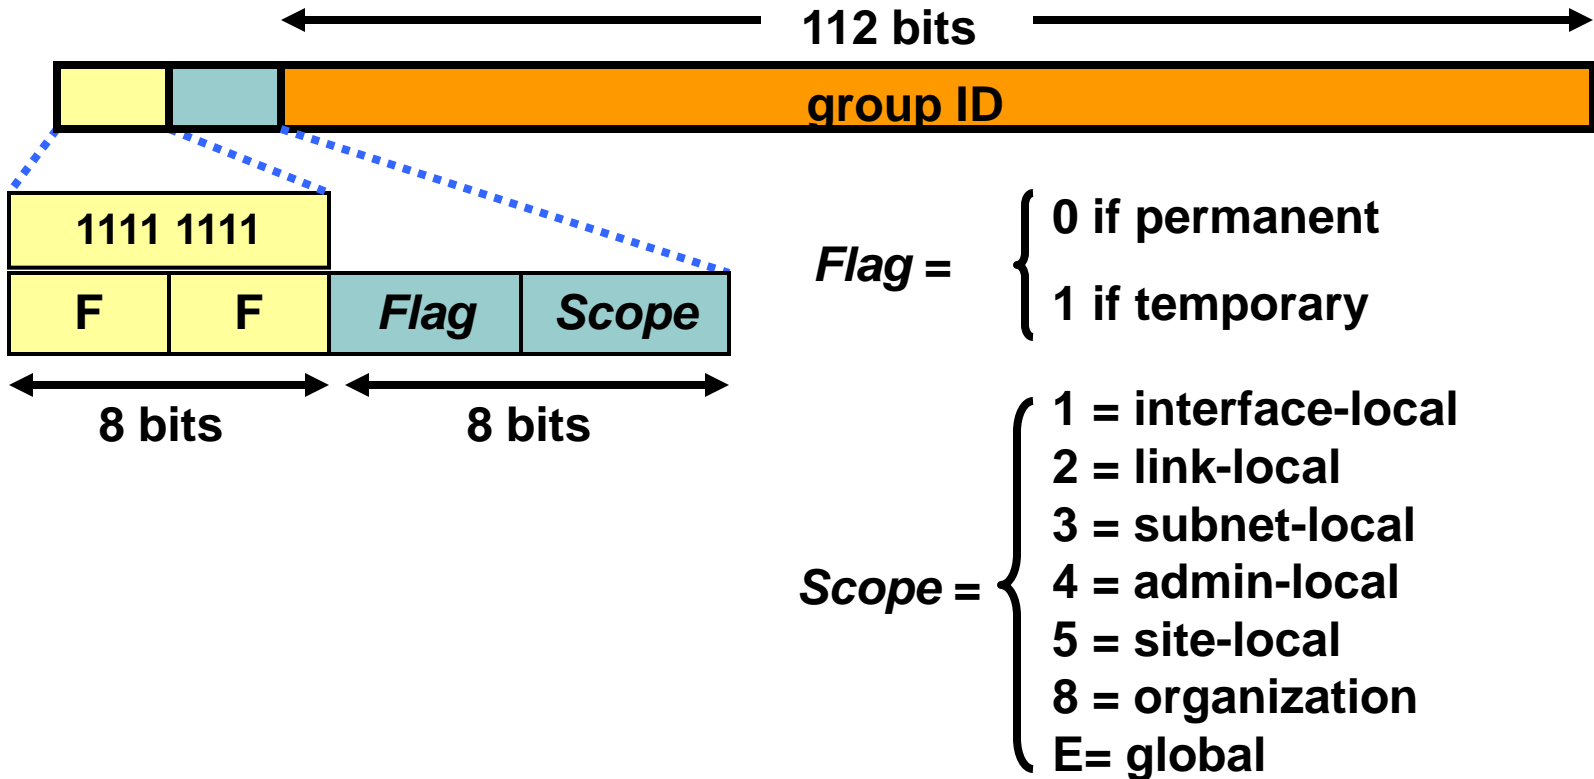 112 bits
group ID
1111 1111
F F Flag Scope
8 bits 8 bits
Flag =
0 if permanent
1 if temporary
Scope =
1 = interface-local
2 = link-local
3 = subnet-local
4 = admin-local
5 = site-local
8 = organization
E= global